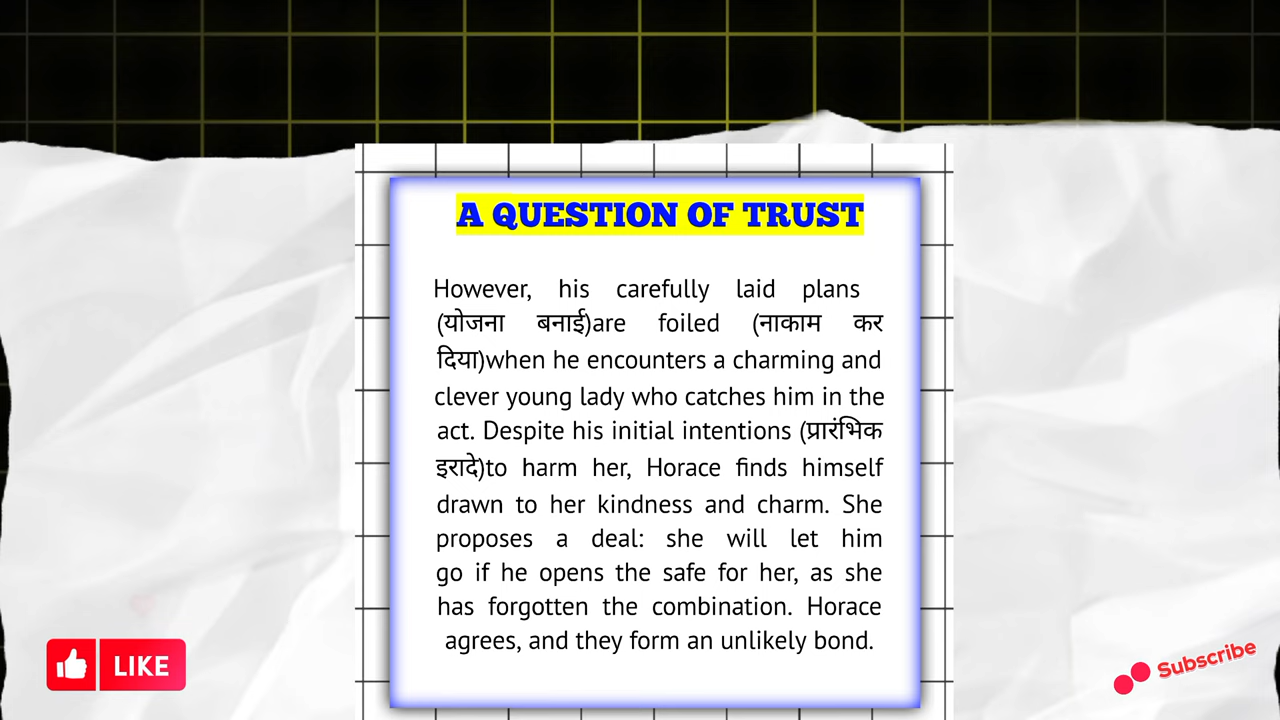 A QUESTION OF TRUST
However, his carefully laid plans
(योजना बनाई)are foiled (नाकाम कर
दिया)when he encounters a charming and
clever young lady who catches him in the
act. Despite his initial intentions (प्रारंभिक
इरादे)to harm her, Horace finds himself
drawn to her kindness and charm. She
proposes a deal: she will let him
go if he opens the safe for her, as she
has forgotten the combination. Horace
agrees, and they form an unlikely bond.
LIKE
Subscribe